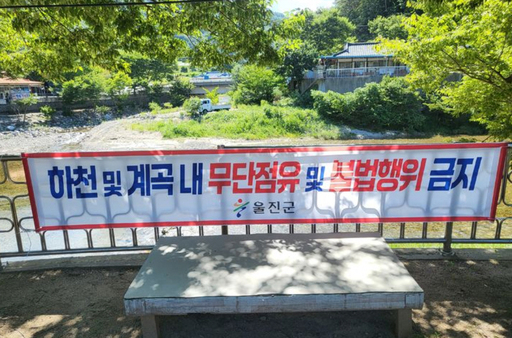 하천 및 계곡 내 무단점유 및 불법행위 금지
울진군